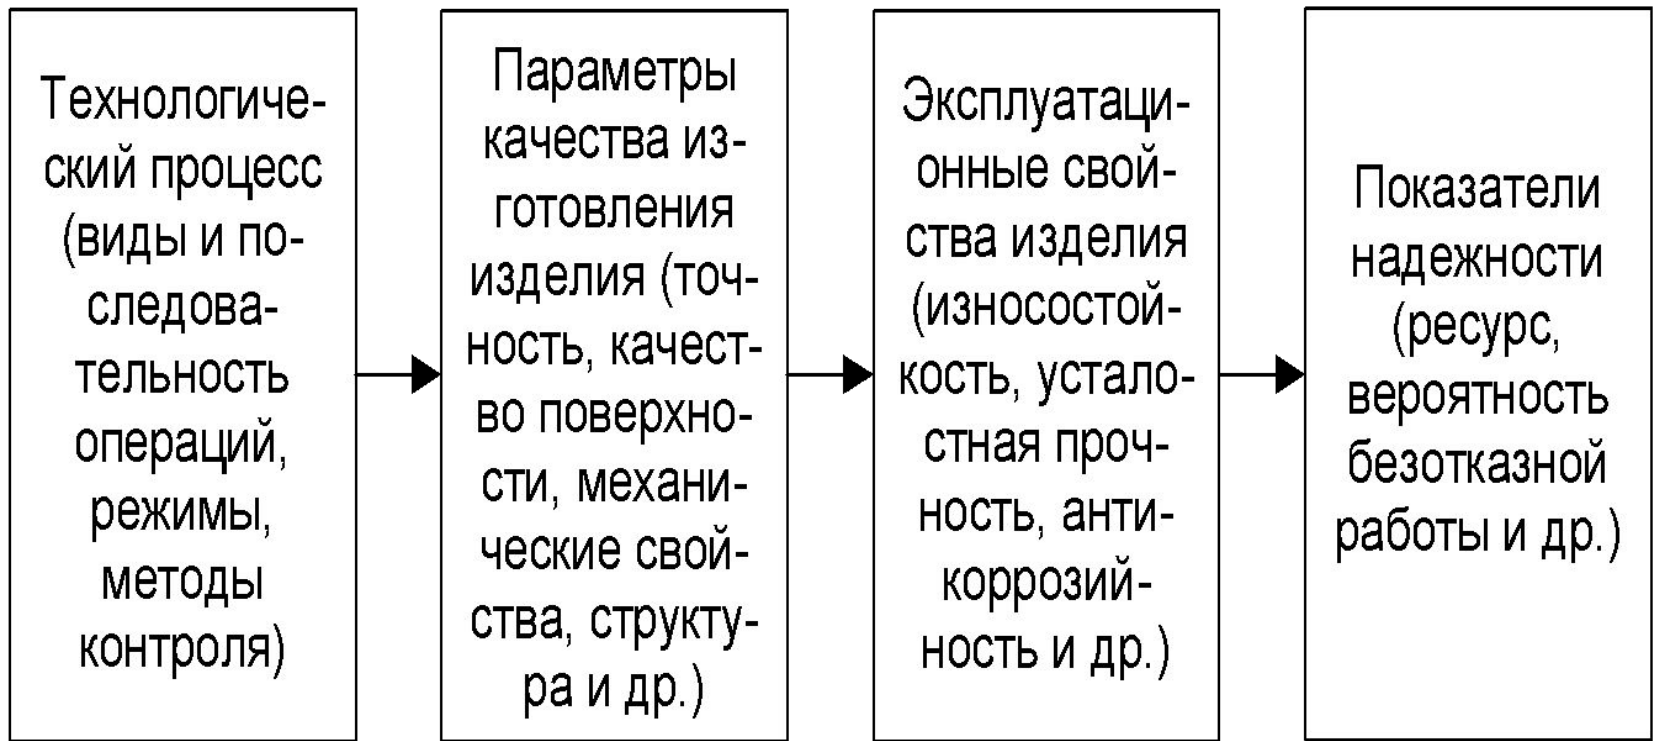 Технологиче-
ский процесс
(виды и по-
следова-
тельность
операций,
режимы,
методы
контроля)
Параметры
качества из-
готовления
изделия (точ-
ность, качест-
во поверхно-
сти, механи-
ческие свой-
ства, структу-
ра и др.)
Эксплуатаци-
онные свой-
ства изделия
(износостой-
кость, устало-
стная проч-
ность, анти-
коррозий-
ность и др.)
Показатели
надежности
(ресурс,
вероятность
безотказной
работы и др.)